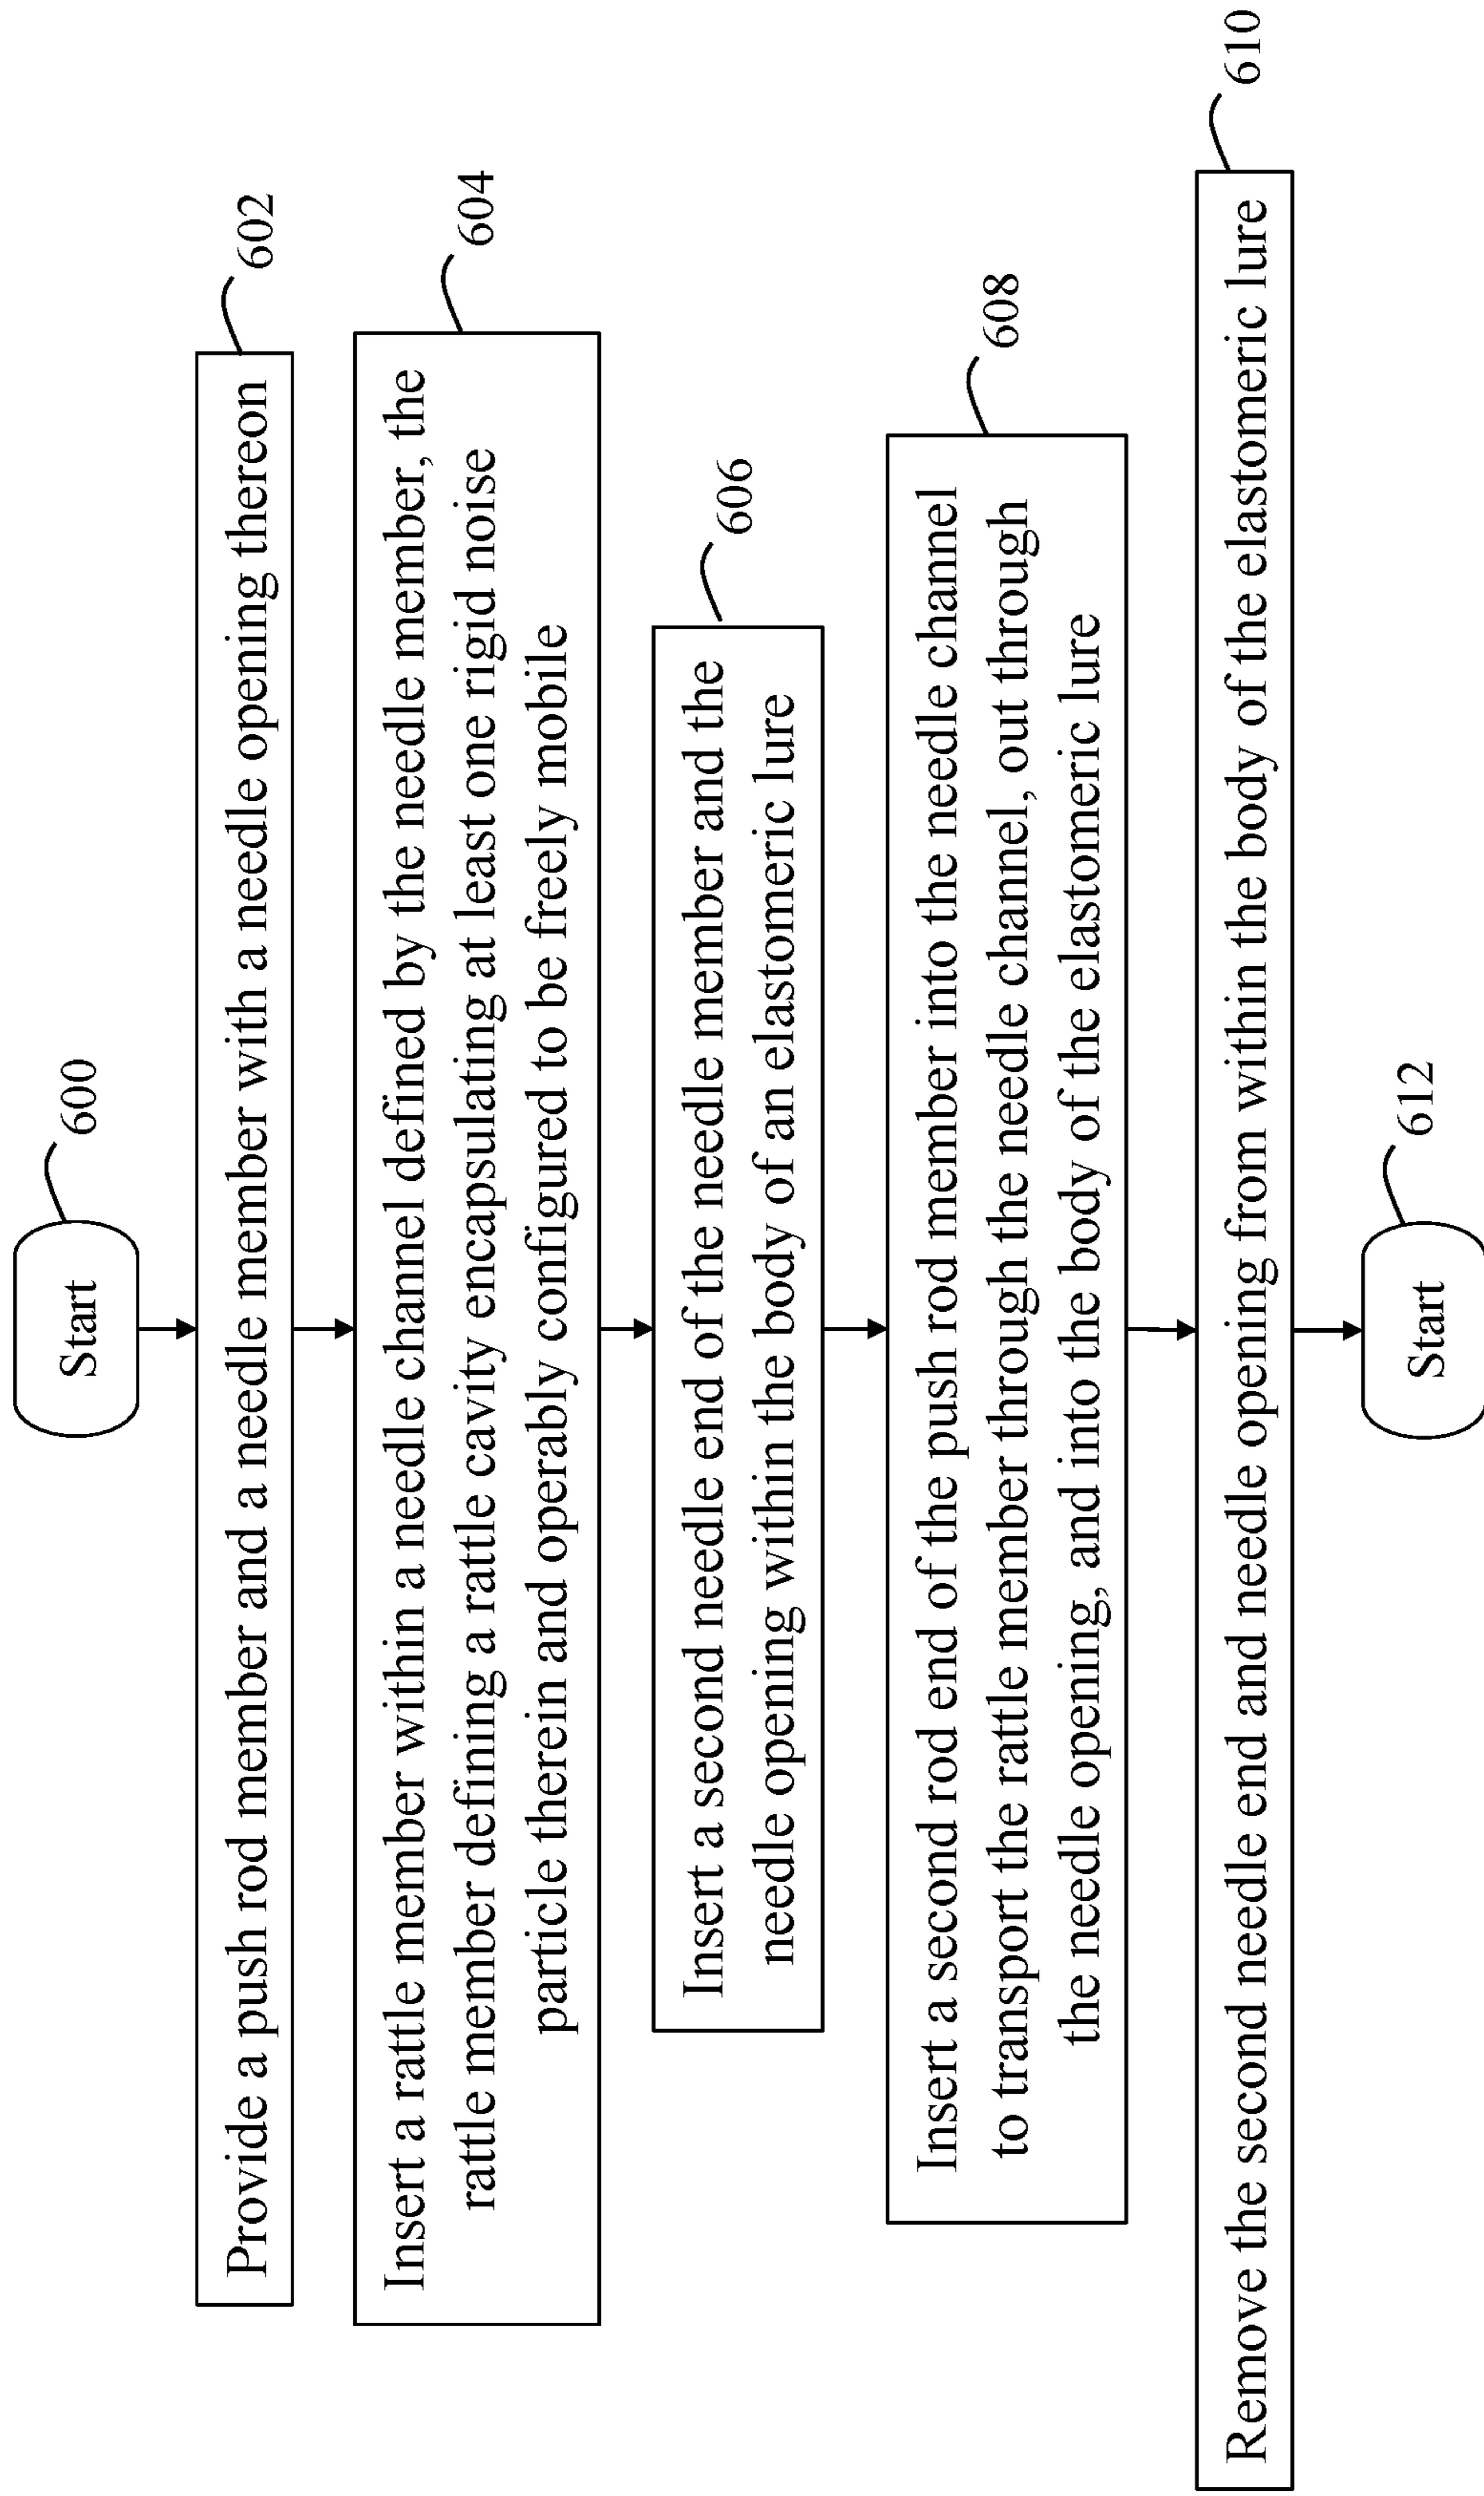 600
Start
602
Provide a push rod member and a needle member with a needle opening thereon
604
Insert a rattle member within a needle channel defined by the needle member, the
rattle member defining a rattle cavity encapsulating at least one rigid noise
particle therein and operably configured to be freely mobile
606
Insert a second needle end of the needle member and the
needle opening within the body of an elastomeric lure
608
Insert a second rod end of the push rod member into the needle channel
to transport the rattle member through the needle channel, out through
the needle opening, and into the body of the elastomeric lure
610
Remove the second needle end and needle opening from within the body of the elastomeric lure
612
Start